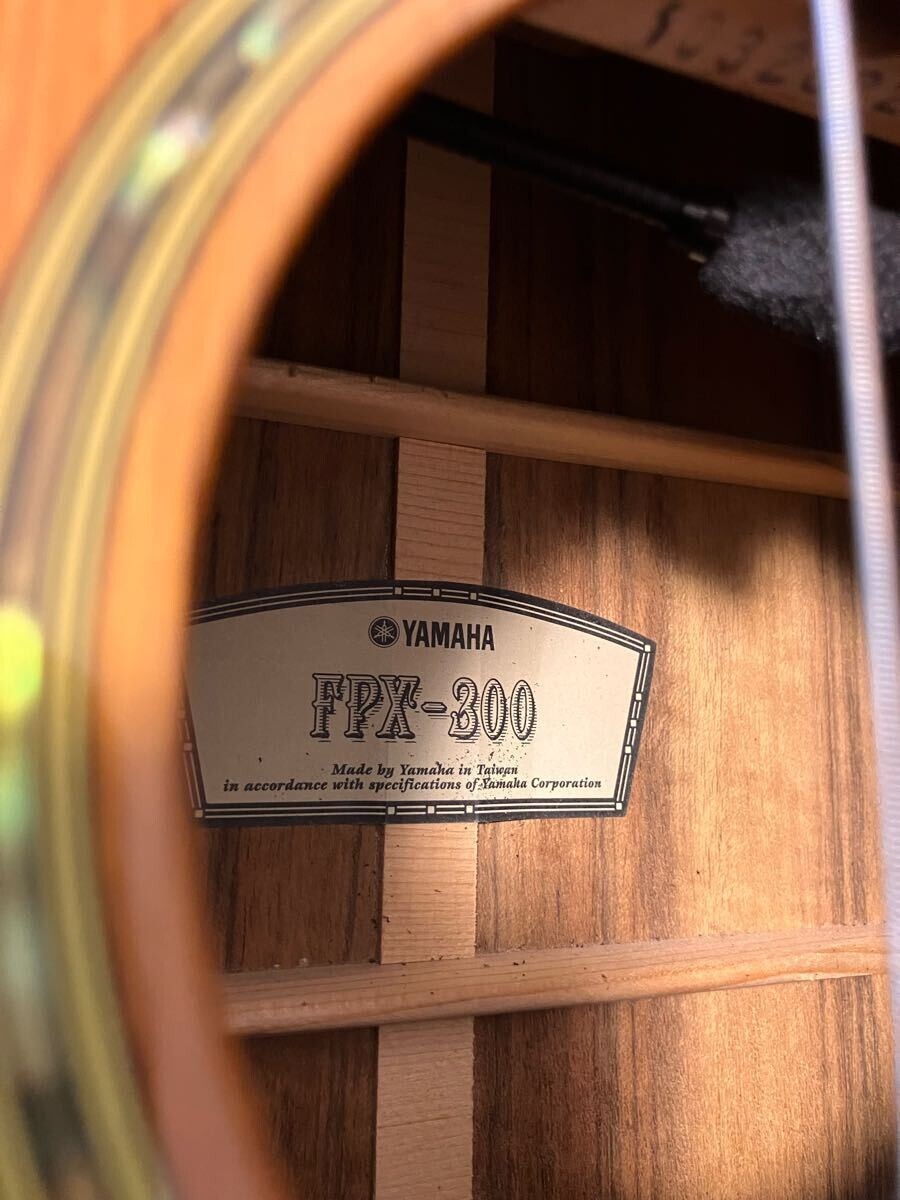 YAMAHA
FPX-300
Made by Yamaha in Taiwan
in accordance with specifications of Yamaha Corporation